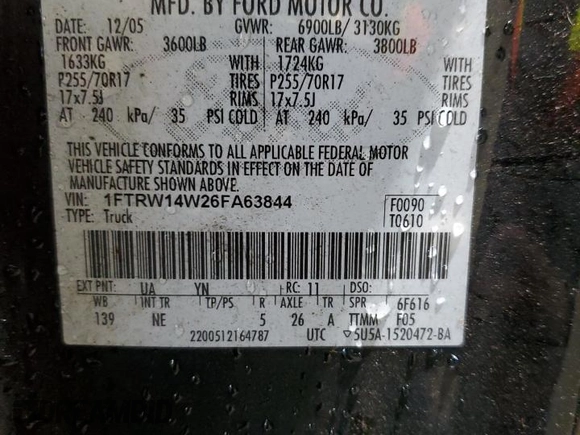 MFD. BY FORD MOTOR CO.
DATE: 12/05 GVWR: 6900LB/ 3130KG
FRONT GAWR: 3600LB REAR GAWR: 3800LB
1633KG WITH 1724KG WITH
P255/70R17 TIRES P255/70R17 TIRES
17x7.5J RIMS 17x7.5J RIMS
AT 240 kPa/ 35 PSI COLD AT 240 kPa/ 35 PSI COLD
THIS VEHICLE CONFORMS TO ALL APPLICABLE FEDERAL MOTOR
VEHICLE SAFETY STANDARDS IN EFFECT ON THE DATE OF
MANUFACTURE SHOWN ABOVE.
VIN: 1FTRW14W26FA63844 F0090
TYPE: Truck T0610
EXT PNT: UA YN RC: 11 DSO:
WB INT TR TP/PS R AXLE TR SPR 6F616
139 NE 5 26 A TTMM F05
2200512164787 UTC ▽5U5A-1520472-BA